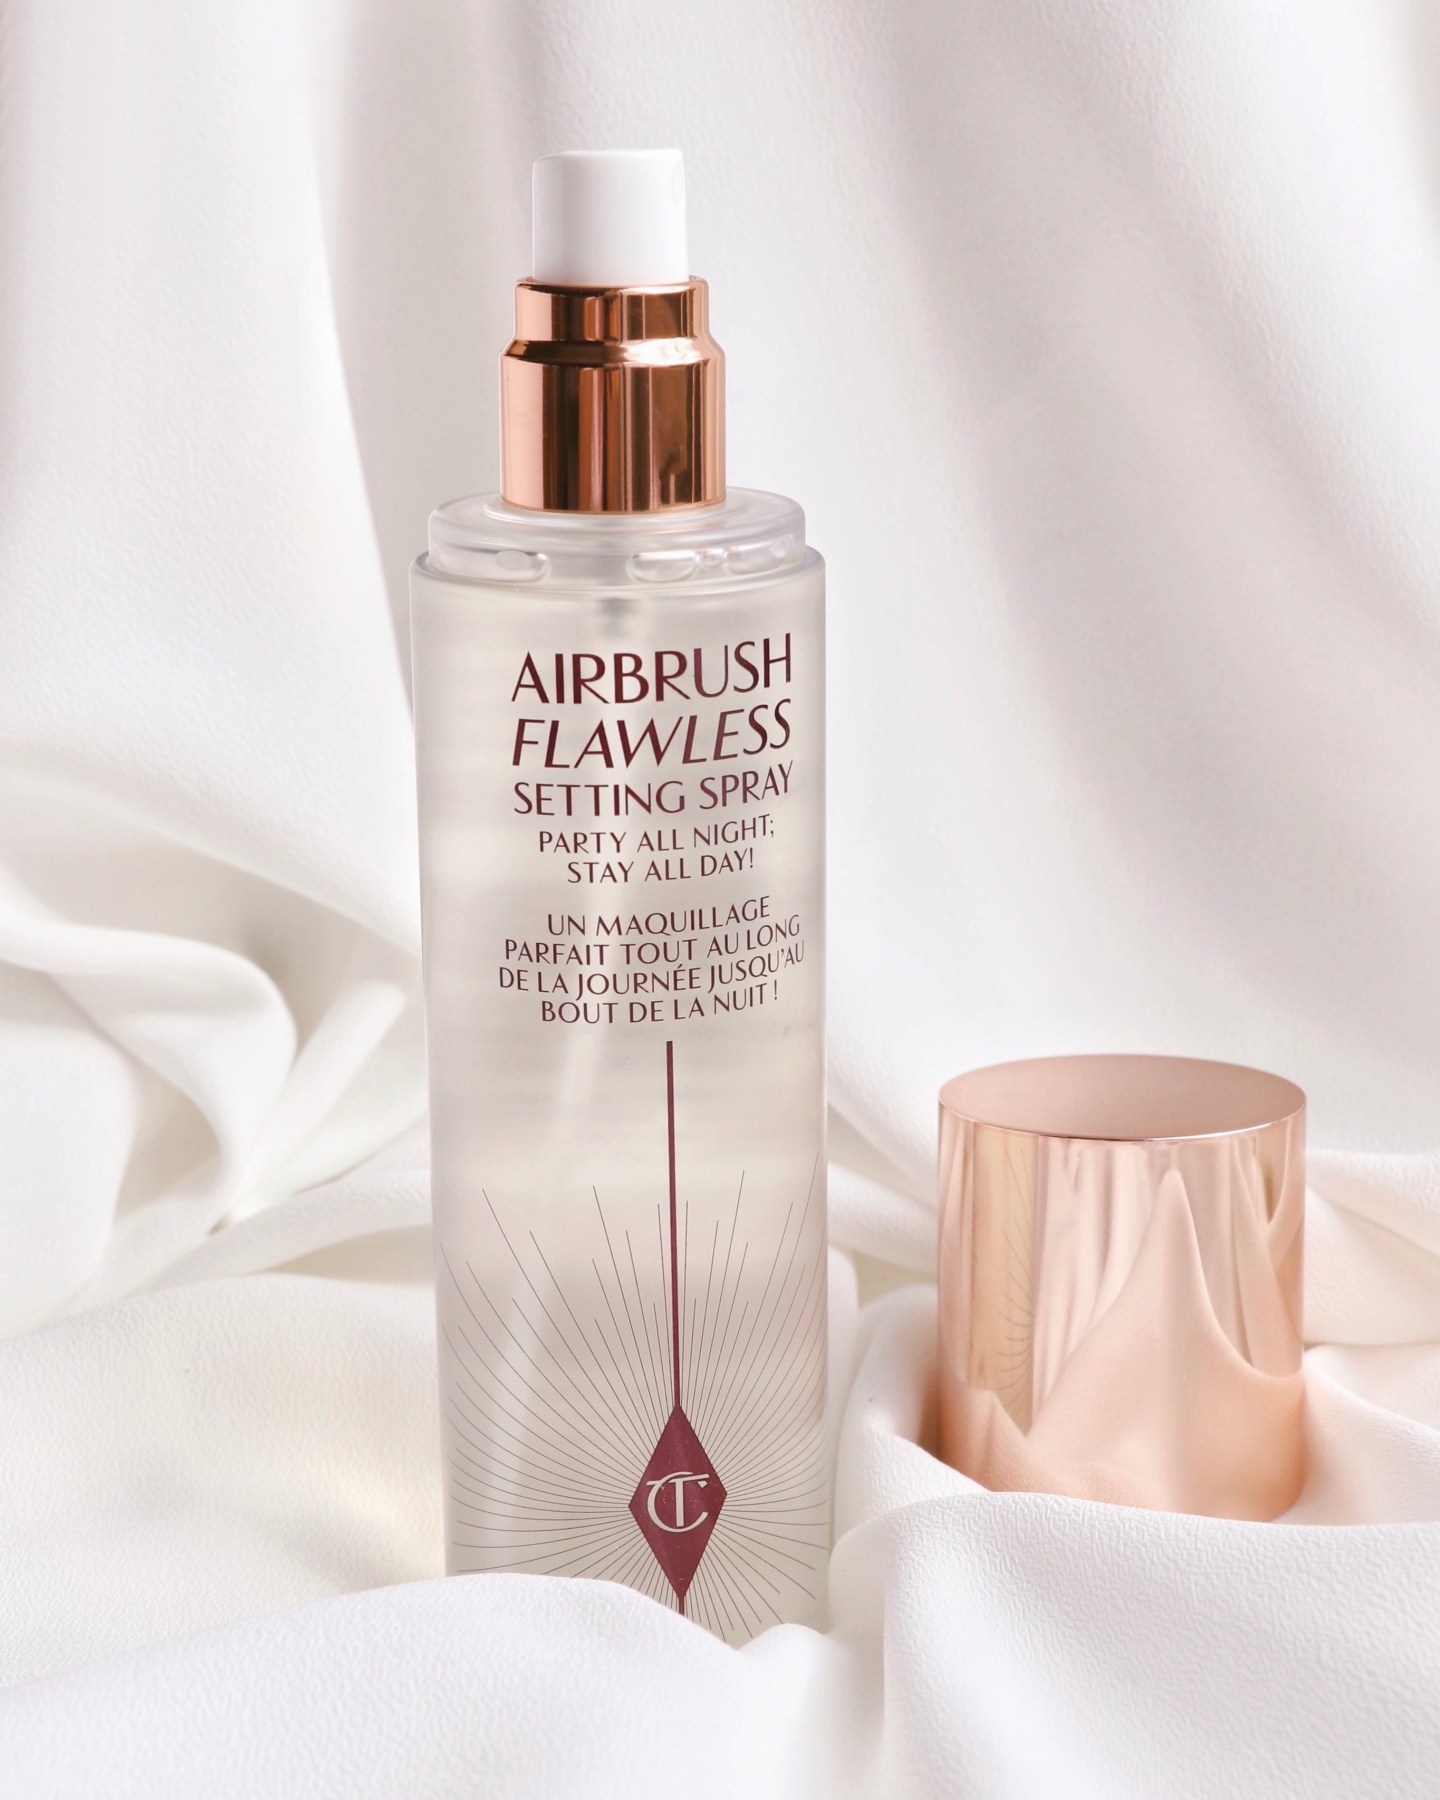 AIRBRUSH
FLAWLESS
SETTING SPRAY
PARTY ALL NIGHT;
STAY ALL DAY!
UN MAQUILLAGE
PARFAIT TOUT AU LONG
DE LA JOURNÉE JUSQU'AU
BOUT DE LA NUIT !
CT